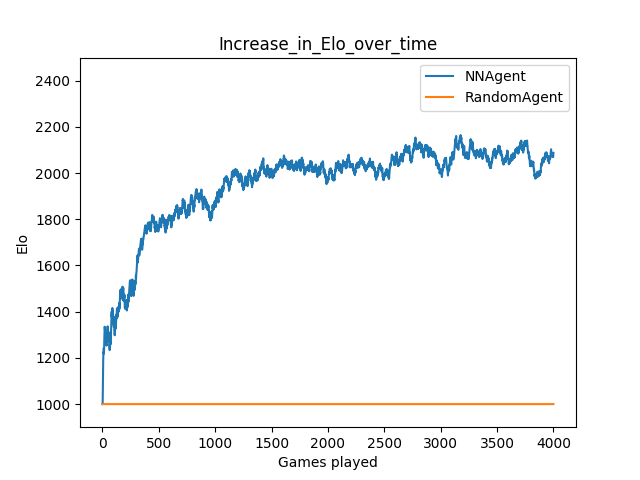 Increase_in_Elo_over_time
NNAgent
RandomAgent
Elo
2400
2200
2000
1800
1600
1400
1200
1000
0 500 1000 1500 2000 2500 3000 3500 4000
Games played